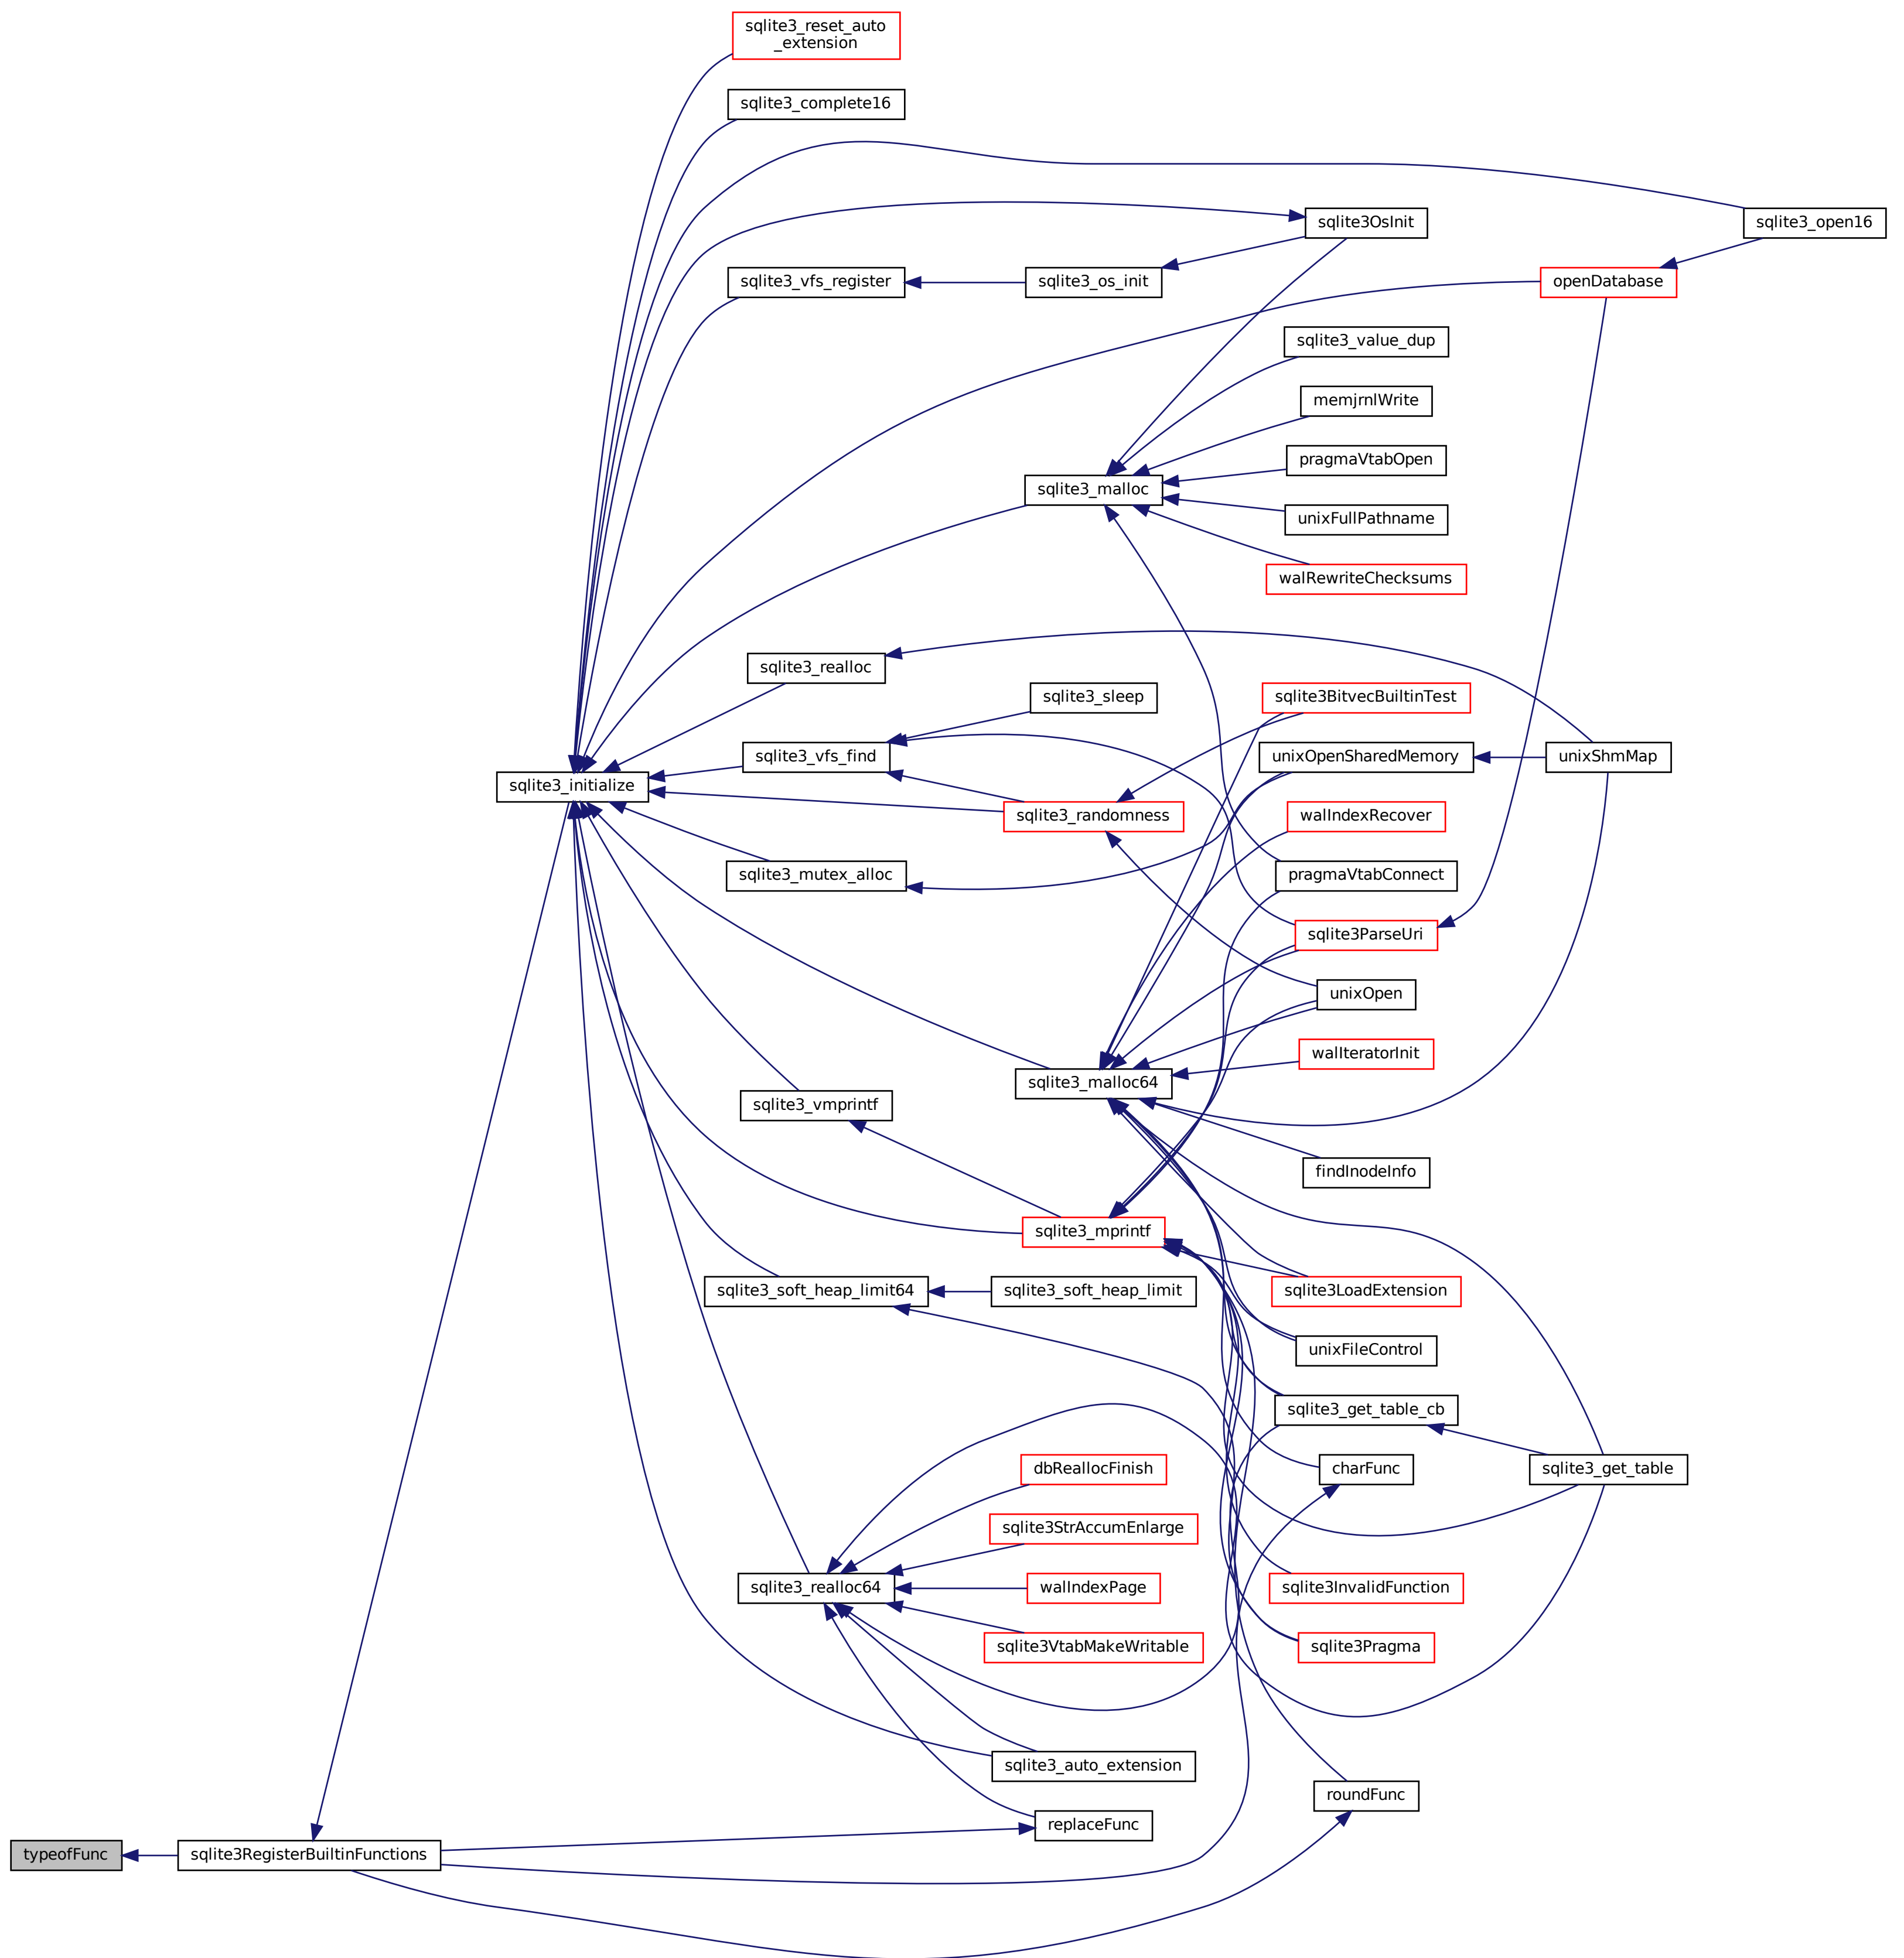 sqlite3_reset_auto
_extension
sqlite3_complete16
sqlite3OsInit
sqlite3_open16
sqlite3_vfs_register
sqlite3_os_init
openDatabase
sqlite3_value_dup
memjrnlWrite
pragmaVtabOpen
sqlite3_malloc
unixFullPathname
walRewriteChecksums
sqlite3_realloc
sqlite3_sleep
sqlite3BitvecBuiltinTest
sqlite3_vfs_find
unixOpenSharedMemory
unixShmMap
sqlite3_initialize
sqlite3_randomness
walIndexRecover
sqlite3_mutex_alloc
pragmaVtabConnect
sqlite3ParseUri
unixOpen
walIteratorInit
sqlite3_malloc64
sqlite3_vmprintf
findInodeInfo
sqlite3_mprintf
sqlite3_soft_heap_limit64
sqlite3_soft_heap_limit
sqlite3LoadExtension
unixFileControl
sqlite3_get_table_cb
dbReallocFinish
charFunc
sqlite3_get_table
sqlite3StrAccumEnlarge
sqlite3_realloc64
walIndexPage
sqlite3InvalidFunction
sqlite3VtabMakeWritable
sqlite3Pragma
sqlite3_auto_extension
roundFunc
replaceFunc
typeofFunc
sqlite3RegisterBuiltinFunctions